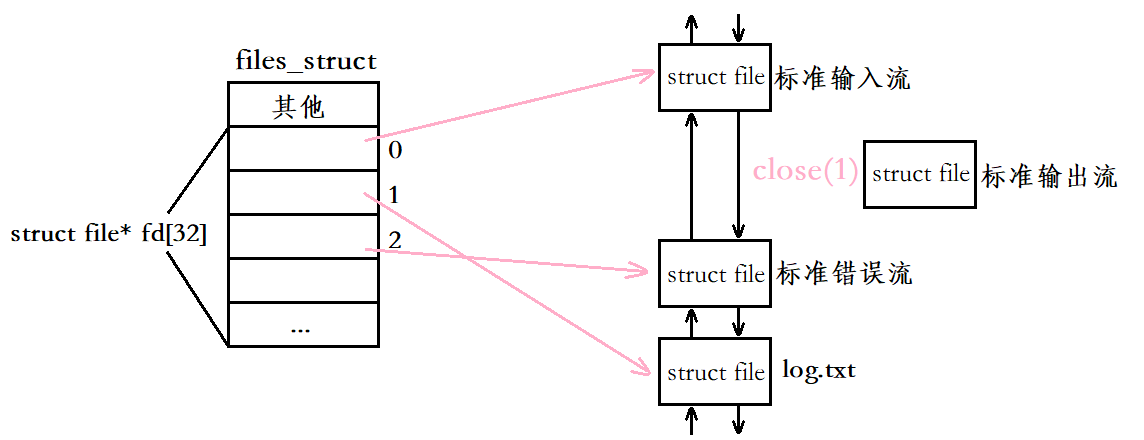 files_struct
其他
0
1
2
...
struct file* fd[32]
struct file 标准输入流
close(1) struct file 标准输出流
struct file 标准错误流
struct file log.txt